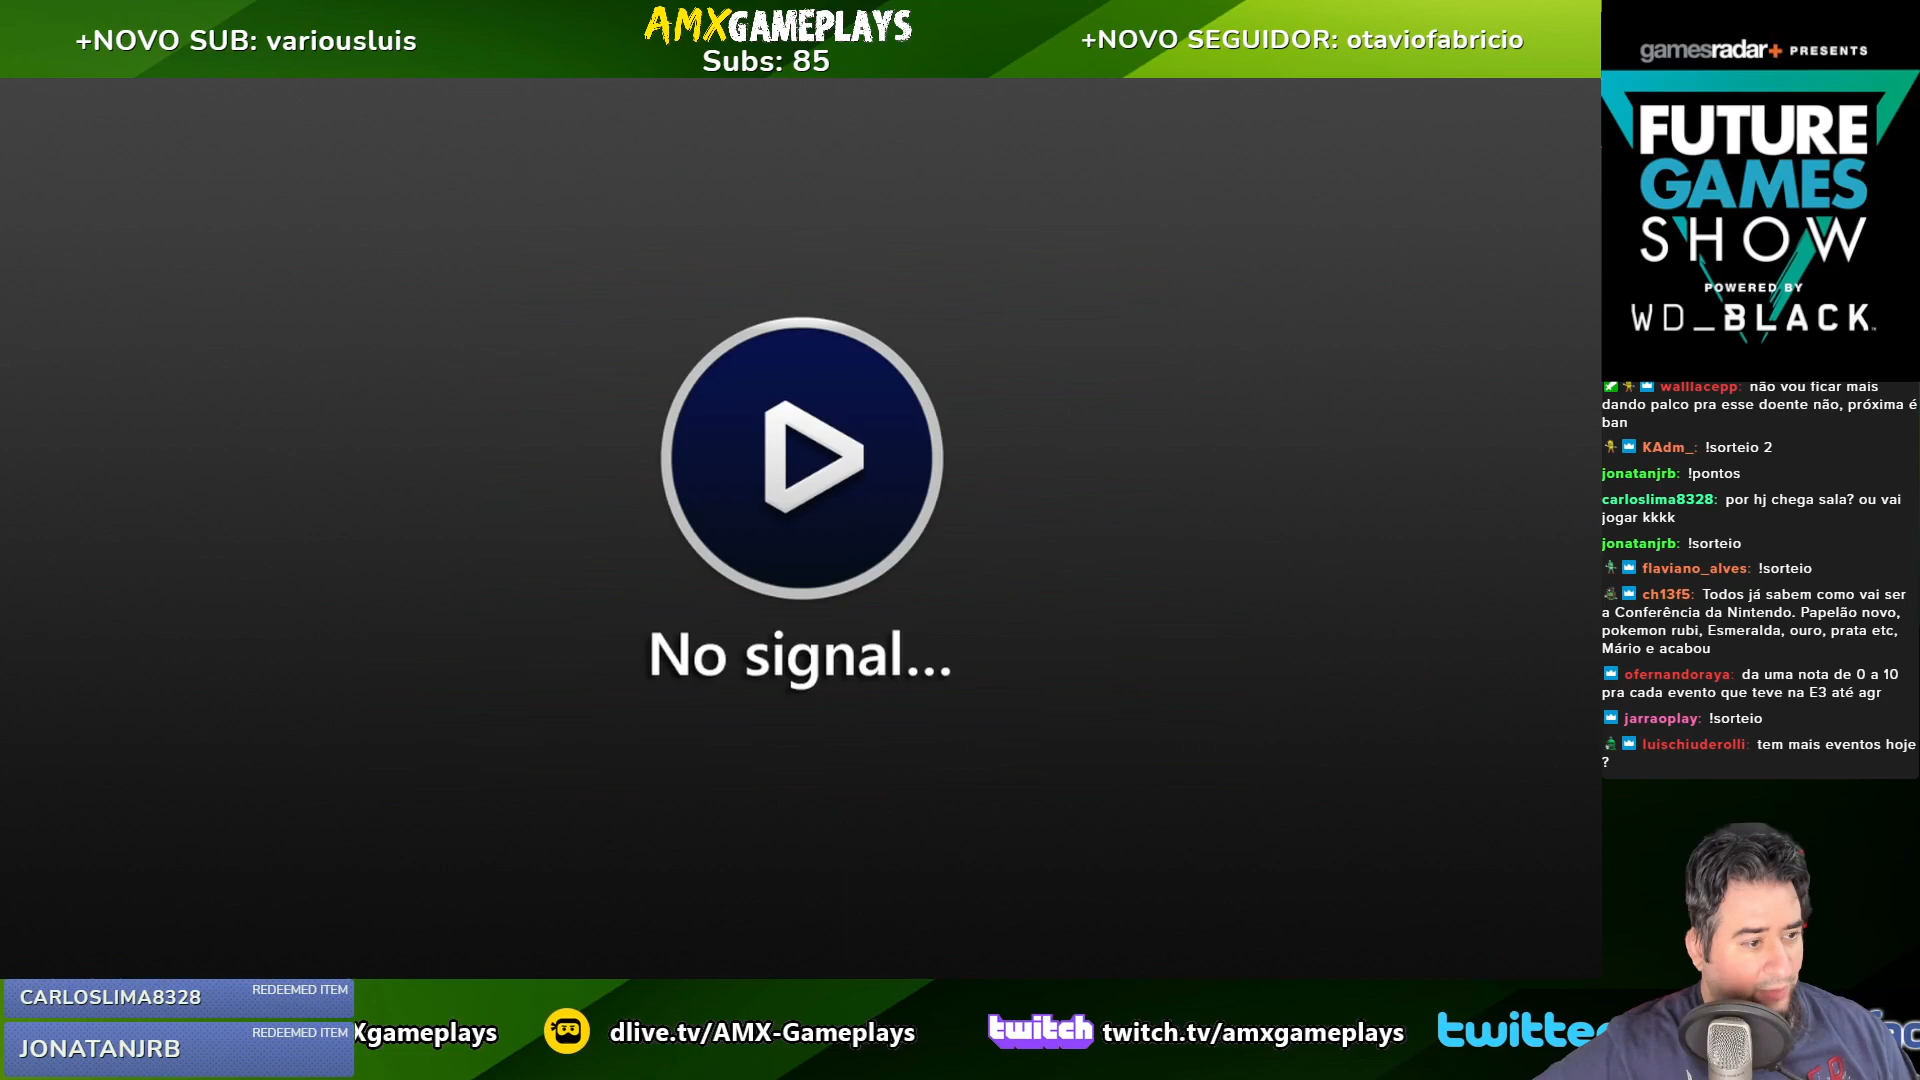 +NOVO SUB: variousluis
AMXGAMEPLAYS
Subs: 85
+NOVO SEGUIDOR: otaviofabricio
gamesradar+ PRESENTS
FUTURE
GAMES
SHOW
POWERED BY
WD_BLACK
No signal...
walllacepp: não vou ficar mais
dando palco pra esse doente não, próxima é
ban
KAdm_: !sorteio 2
jonatanjrb: !pontos
carloslima8328: por hj chega sala? ou vai
jogar kkkk
jonatanjrb: !sorteio
flaviano_alves: !sorteio
ch13f5: Todos já sabem como vai ser
a Conferência da Nintendo. Papelão novo,
pokemon rubi, Esmeralda, ouro, prata etc,
Mário e acabou
ofernandoraya: da uma nota de 0 a 10
pra cada evento que teve na E3 até agr
jarraoplay: !sorteio
luischiuderolli: tem mais eventos hoje
?
CARLOSLIMA8328 REDEEMED ITEM
JONATANJRB REDEEMED ITEM
Xgameplays
dlive.tv/AMX-Gameplays
twitch twitch.tv/amxgameplays
twitte